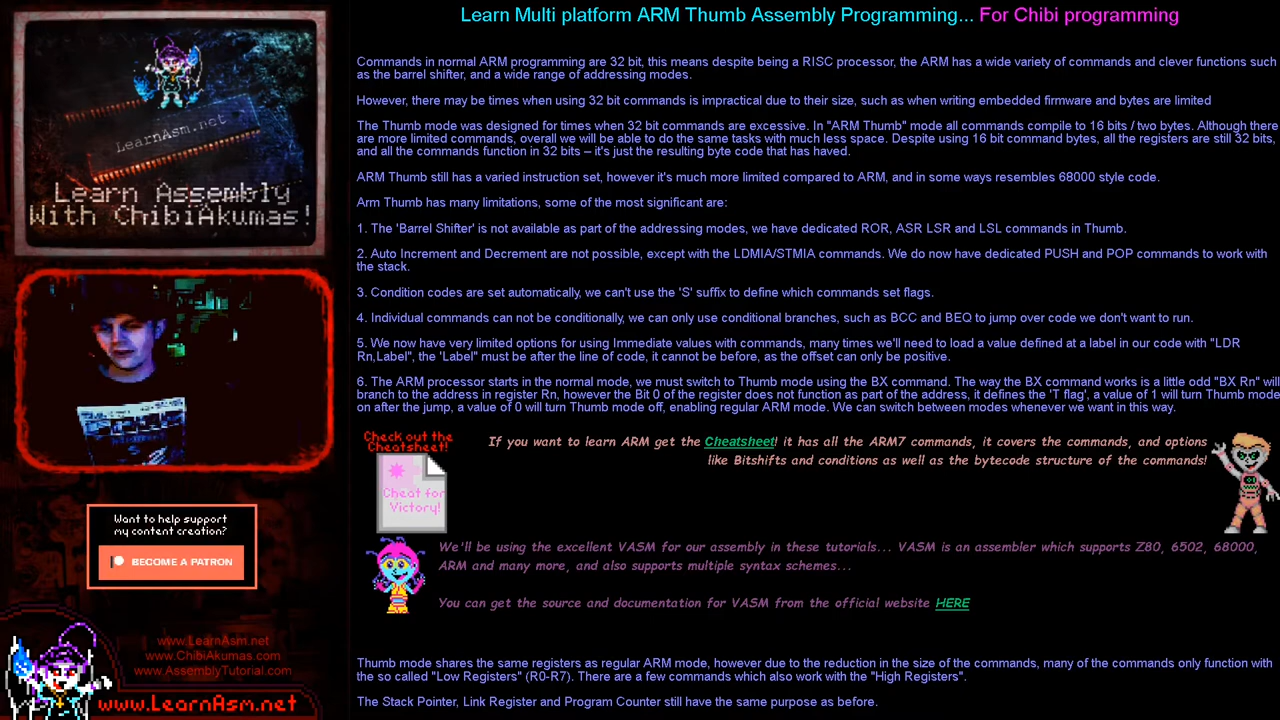 Learn Multi platform ARM Thumb Assembly Programming... For Chibi programming
LearnAsm.net
Learn Assembly
With ChibiAkumas!
Commands in normal ARM programming are 32 bit, this means despite being a RISC processor, the ARM has a wide variety of commands and clever functions such
as the barrel shifter, and a wide range of addressing modes.
However, there may be times when using 32 bit commands is impractical due to their size, such as when writing embedded firmware and bytes are limited
The Thumb mode was designed for times when 32 bit commands are excessive. In "ARM Thumb" mode all commands compile to 16 bits / two bytes. Although there
are more limited commands, overall we will be able to do the same tasks with much less space. Despite using 16 bit command bytes, all the registers are still 32 bits,
and all the commands function in 32 bits – it's just the resulting byte code that has haved.
ARM Thumb still has a varied instruction set, however it's much more limited compared to ARM, and in some ways resembles 68000 style code.
Arm Thumb has many limitations, some of the most significant are:
1. The 'Barrel Shifter' is not available as part of the addressing modes, we have dedicated ROR, ASR LSR and LSL commands in Thumb.
2. Auto Increment and Decrement are not possible, except with the LDMIA/STMIA commands. We do now have dedicated PUSH and POP commands to work with
the stack.
3. Condition codes are set automatically, we can't use the 'S' suffix to define which commands set flags.
4. Individual commands can not be conditionally, we can only use conditional branches, such as BCC and BEQ to jump over code we don't want to run.
5. We now have very limited options for using Immediate values with commands, many times we'll need to load a value defined at a label in our code with "LDR
Rn,Label", the 'Label" must be after the line of code, it cannot be before, as the offset can only be positive.
6. The ARM processor starts in the normal mode, we must switch to Thumb mode using the BX command. The way the BX command works is a little odd "BX Rn" will
branch to the address in register Rn, however the Bit 0 of the register does not function as part of the address, it defines the 'T flag', a value of 1 will turn Thumb mode
on after the jump, a value of 0 will turn Thumb mode off, enabling regular ARM mode. We can switch between modes whenever we want in this way.
Check out the
Cheatsheet!
Cheat for
Victory!
If you want to learn ARM get the Cheatsheet! it has all the ARM7 commands, it covers the commands, and options
like Bitshifts and conditions as well as the bytecode structure of the commands!
We'll be using the excellent VASM for our assembly in these tutorials... VASM is an assembler which supports Z80, 6502, 68000,
ARM and many more, and also supports multiple syntax schemes...
You can get the source and documentation for VASM from the official website HERE
Want to help support
my content creation?
BECOME A PATRON
www.LearnAsm.net
www.ChibiAkumas.com
www.AssemblyTutorial.com
www.LearnAsm.net
Thumb mode shares the same registers as regular ARM mode, however due to the reduction in the size of the commands, many of the commands only function with
the so called "Low Registers" (R0-R7). There are a few commands which also work with the "High Registers".
The Stack Pointer, Link Register and Program Counter still have the same purpose as before.